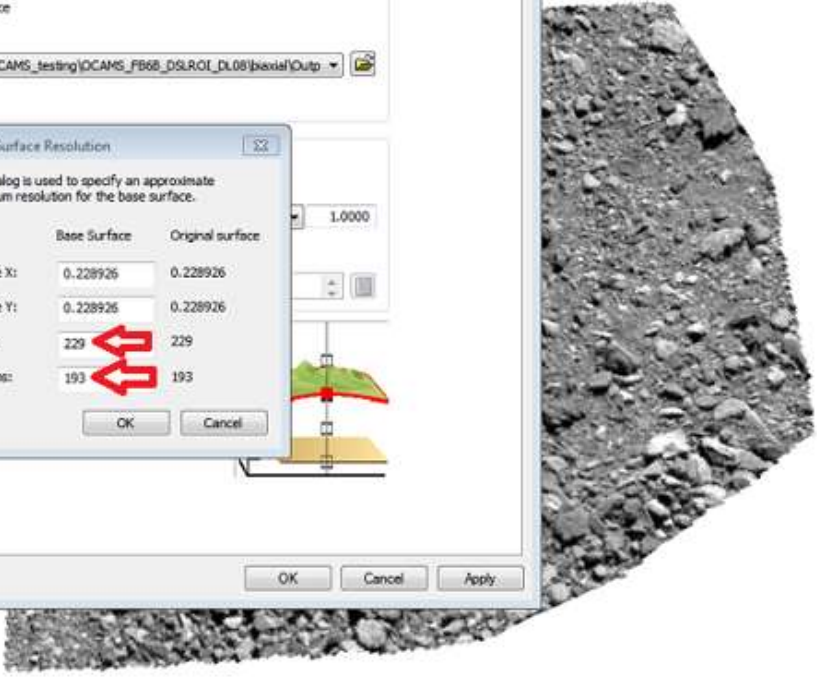 ce
CAMS_testing\OCAMS_FB6B_DSLROI_DL08\biaxial\Outp
Surface Resolution
alog is used to specify an approximate
um resolution for the base surface.
1.0000
Base Surface Original surface
X: 0.228926 0.228926
Y: 0.228926 0.228926
229 229
ns: 193 193
OK Cancel
OK Cancel Apply